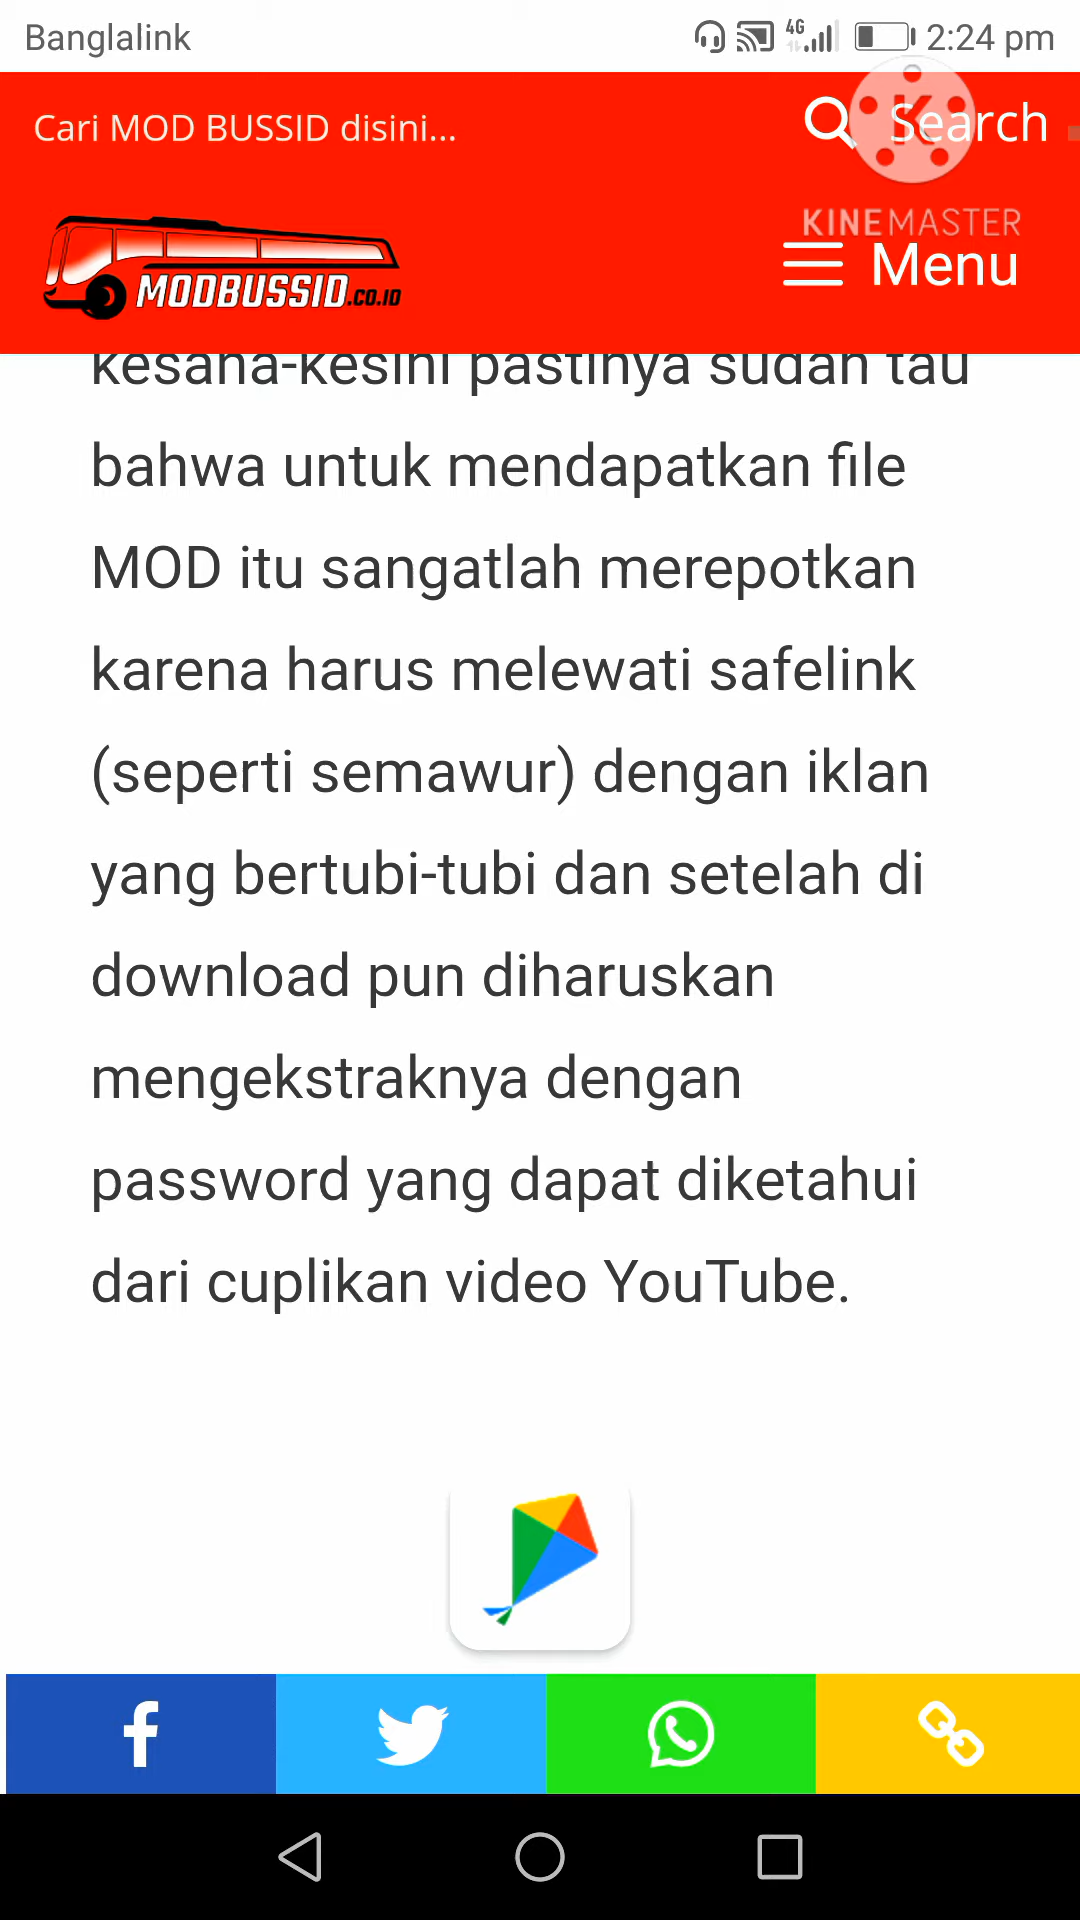 Banglalink
4G
2:24 pm
Cari MOD BUSSID disini...
Search
K
KINEMASTER
MODBUSSID.CO.ID
Menu
kesana-kesini pastinya sudah tau
bahwa untuk mendapatkan file
MOD itu sangatlah merepotkan
karena harus melewati safelink
(seperti semawur) dengan iklan
yang bertubi-tubi dan setelah di
download pun diharuskan
mengekstraknya dengan
password yang dapat diketahui
dari cuplikan video YouTube.